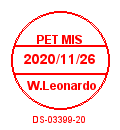 PET MIS
2020/11/26
W.Leonardo
DS-03399-20